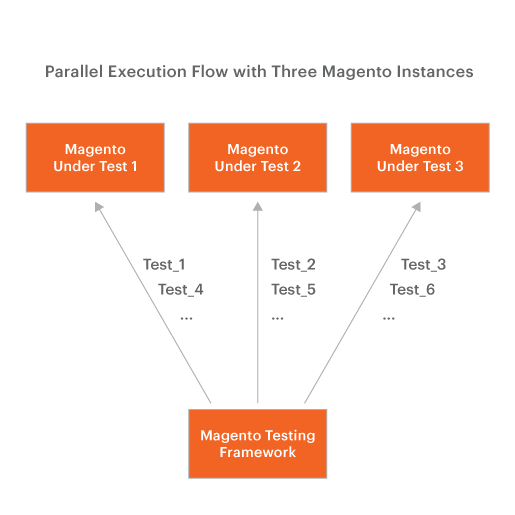 Parallel Execution Flow with Three Magento Instances
Magento
Under Test 1
Magento
Under Test 2
Magento
Under Test 3
Test_1
Test_4
...
Test_2
Test_5
...
Test_3
Test_6
...
Magento Testing
Framework